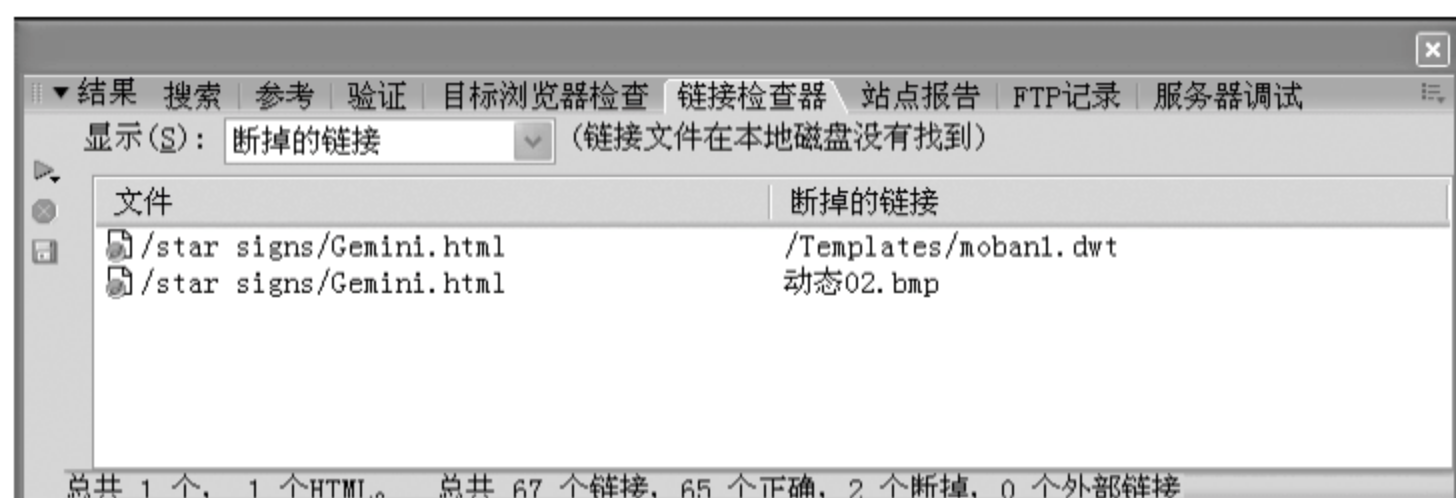 结果 搜索 参考 验证 目标浏览器检查 链接检查器 站点报告 FTP记录 服务器调试
显示(S): 断掉的链接 (链接文件在本地磁盘没有找到)
文件 断掉的链接
/star signs/Gemini.html /Templates/moban1.dwt
/star signs/Gemini.html 动态02.bmp
总共 1 个, 1 个HTML。 总共 67 个链接, 65 个正确, 2 个断掉, 0 个外部链接